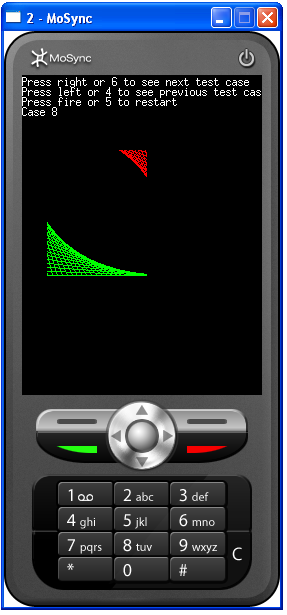 2 - MoSync
MoSync
Press right or 6 to see next test case
Press left or 4 to see previous test cas
Press fire or 5 to restart
Case 8
1 2 abc 3 def
4 ghi 5 jkl 6 mno
7 pqrs 8 tuv 9 wxyz
* 0 #
C